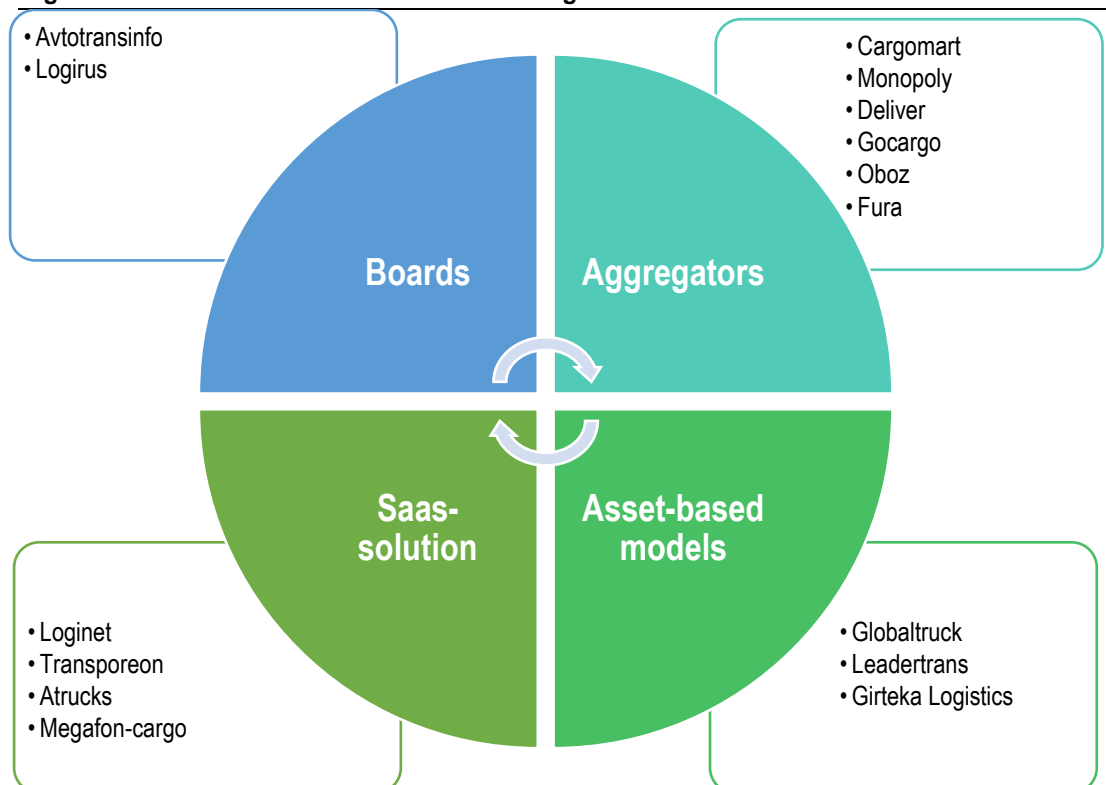 • Avtotransinfo
• Logirus
• Cargomart
• Monopoly
• Deliver
• Gocargo
• Oboz
• Fura
Boards
Aggregators
Saas-
solution
Asset-based
models
• Loginet
• Transporeon
• Atrucks
• Megafon-cargo
• Globaltruck
• Leadertrans
• Girteka Logistics